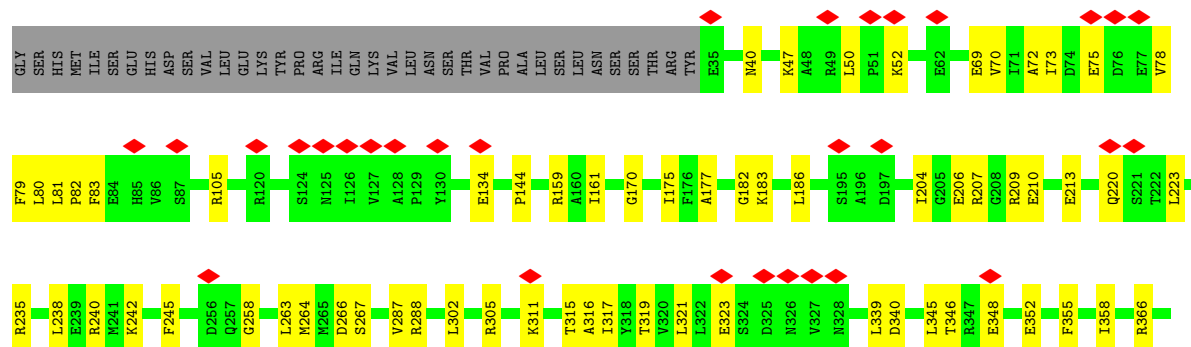 GLY SER HIS MET ILE SER GLU HIS ASP SER VAL LEU GLU LYS TYR PRO ARG ILE GLN LYS VAL LEU ASN SER THR VAL PRO ALA LEU SER LEU ASN SER SER THR ARG TYR E35 N40 K47 A48 R49 L50 P51 K52 E62 E69 V70 I71 A72 I73 D74 E75 D76 E77 V78
F79 L80 L81 P82 F83 E84 H85 V86 S87 R105 R120 S124 N125 I126 V127 A128 P129 Y130 E134 P144 R159 A160 I161 G170 I175 F176 A177 G182 K183 L186 S195 A196 D197 I204 G205 E206 R207 G208 R209 E210 E213 Q220 S221 T222 L223
R235 L238 E239 R240 M241 K242 F245 D256 Q257 G258 L263 M264 M265 D266 S267 V287 R288 L302 R305 K311 T315 A316 I317 Y318 T319 V320 L321 L322 E323 S324 D325 N326 V327 N328 L339 D340 L345 T346 R347 E348 E352 F355 I358 R366